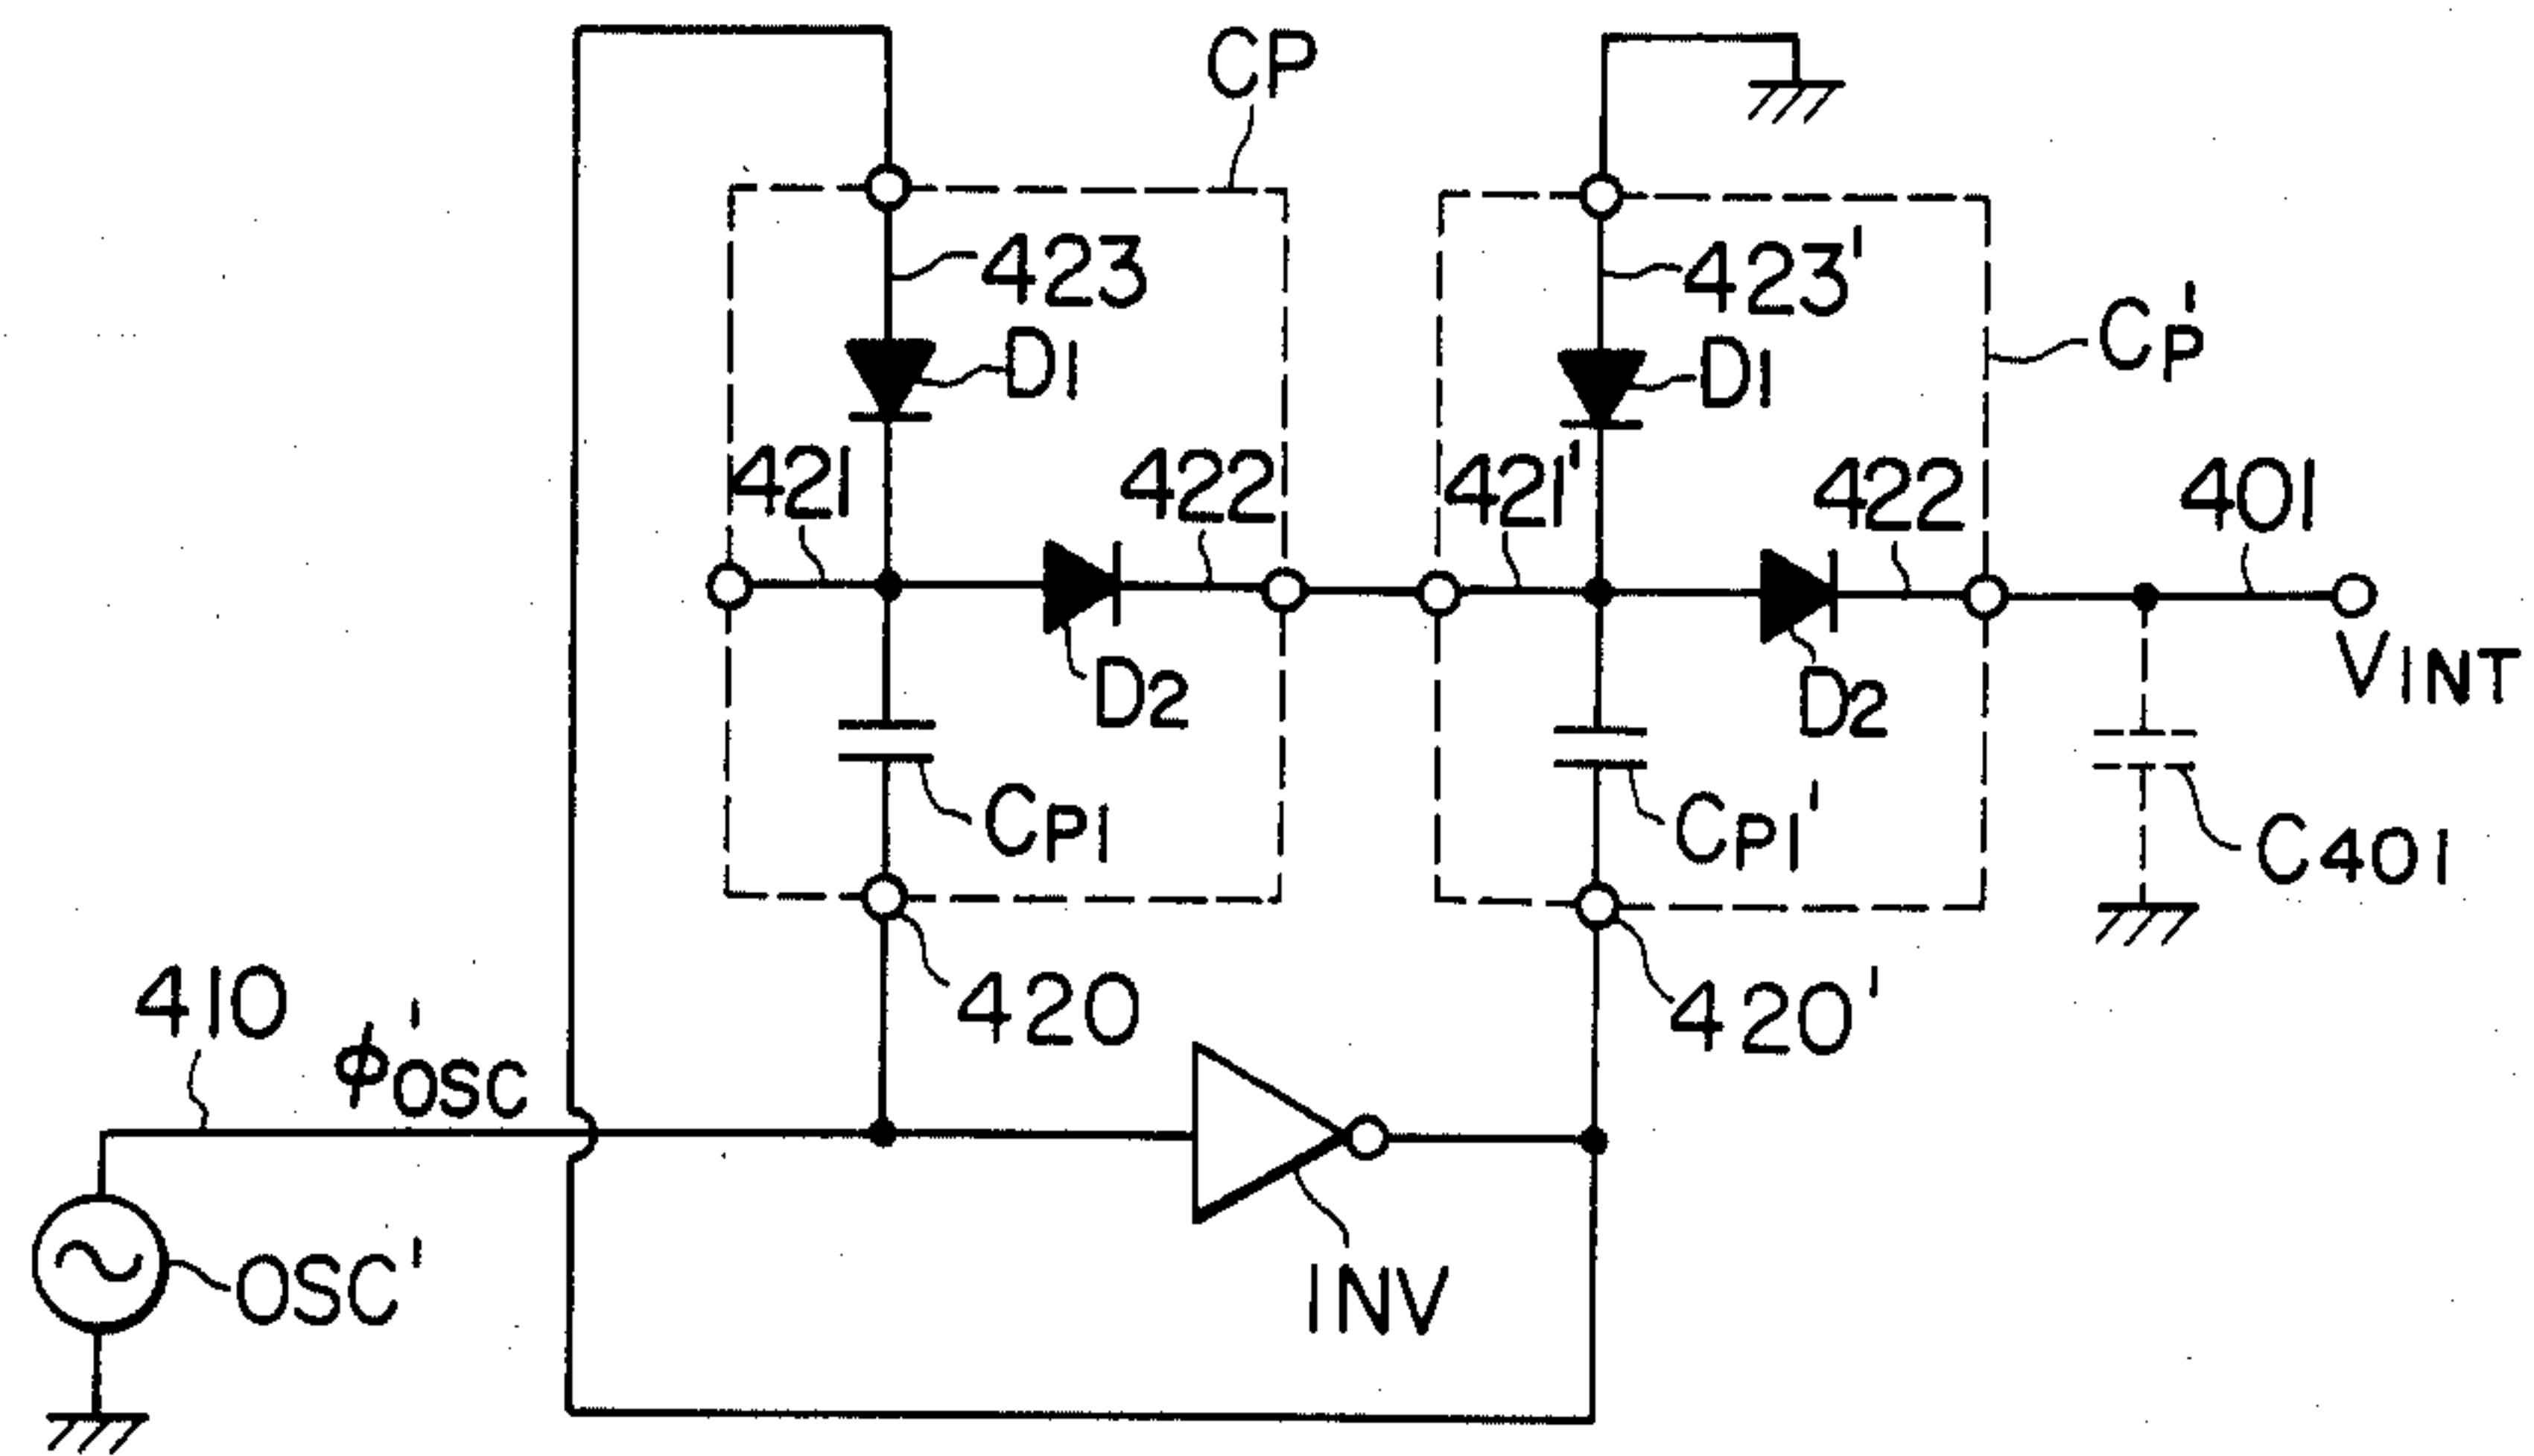 CP
423
423'
CP'
D1
D1
421
422
421'
422
401
D2
D2
VINT
CP1
CP1'
C401
410
φ'OSC
420
420'
OSC'
INV